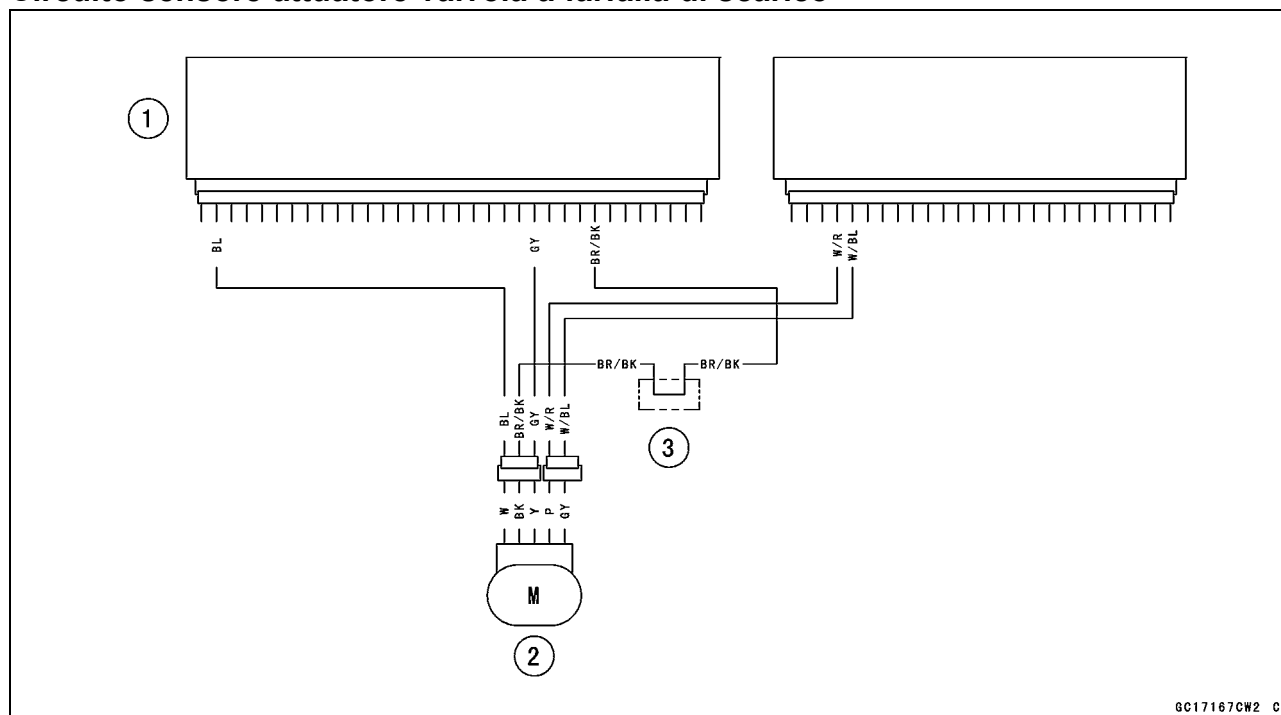 Circuito sensore attuatore valvola a farfalla di scarico
1
BL
GY
BR/BK
W/R
W/BL
BR/BK
BR/BK
BL
BR/BK
GY
W/R
W/BL
3
W
BK
Y
P
GY
M
2
GC17167CW2 C